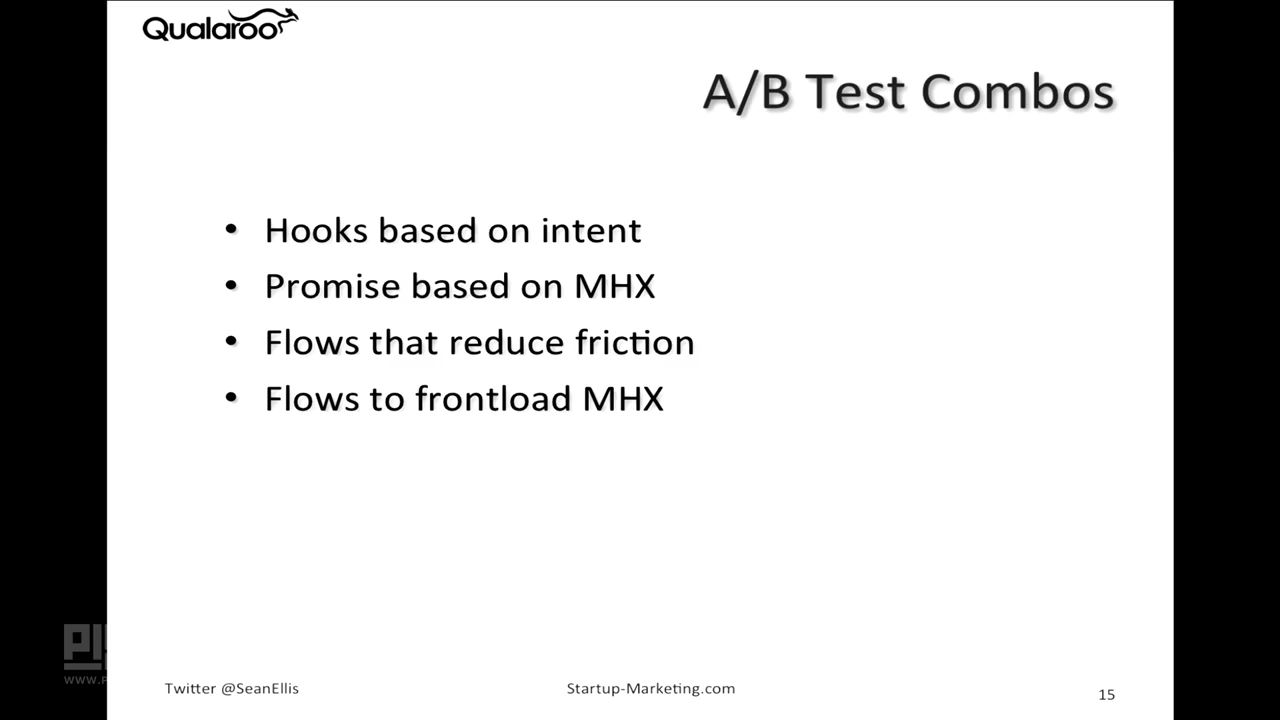 Qualaroo
A/B Test Combos
• Hooks based on intent
• Promise based on MHX
• Flows that reduce friction
• Flows to frontload MHX
WWW.P
Twitter @SeanEllis
Startup-Marketing.com
15